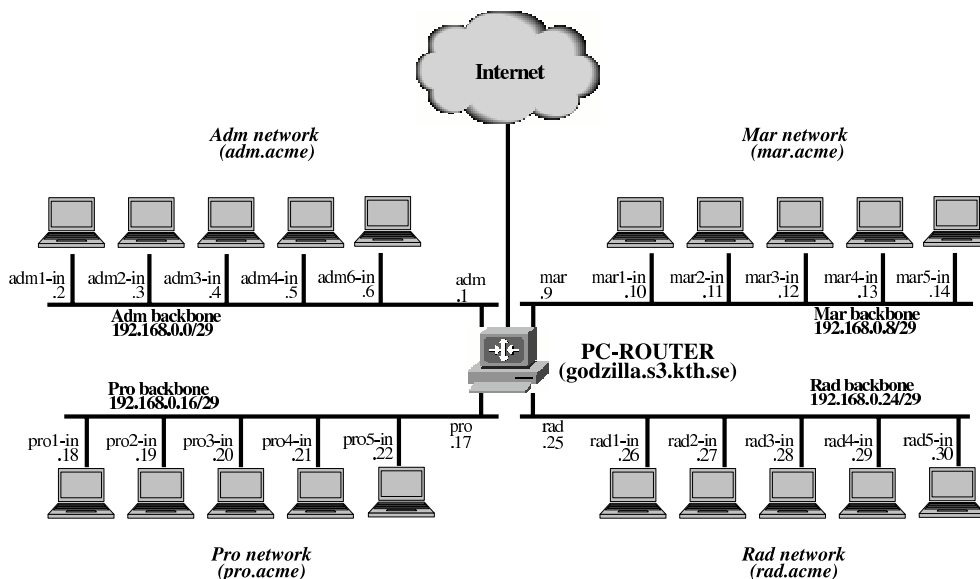 Internet
Adm network
(adm.acme)
Mar network
(mar.acme)
adm1-in
.2
adm2-in
.3
adm3-in
.4
adm4-in
.5
adm6-in
.6
adm
.1
mar
.9
mar1-in
.10
mar2-in
.11
mar3-in
.12
mar4-in
.13
mar5-in
.14
Adm backbone
192.168.0.0/29
Mar backbone
192.168.0.8/29
PC-ROUTER
(godzilla.s3.kth.se)
Pro backbone
192.168.0.16/29
Rad backbone
192.168.0.24/29
pro1-in
.18
pro2-in
.19
pro3-in
.20
pro4-in
.21
pro5-in
.22
pro
.17
rad
.25
rad1-in
.26
rad2-in
.27
rad3-in
.28
rad4-in
.29
rad5-in
.30
Pro network
(pro.acme)
Rad network
(rad.acme)